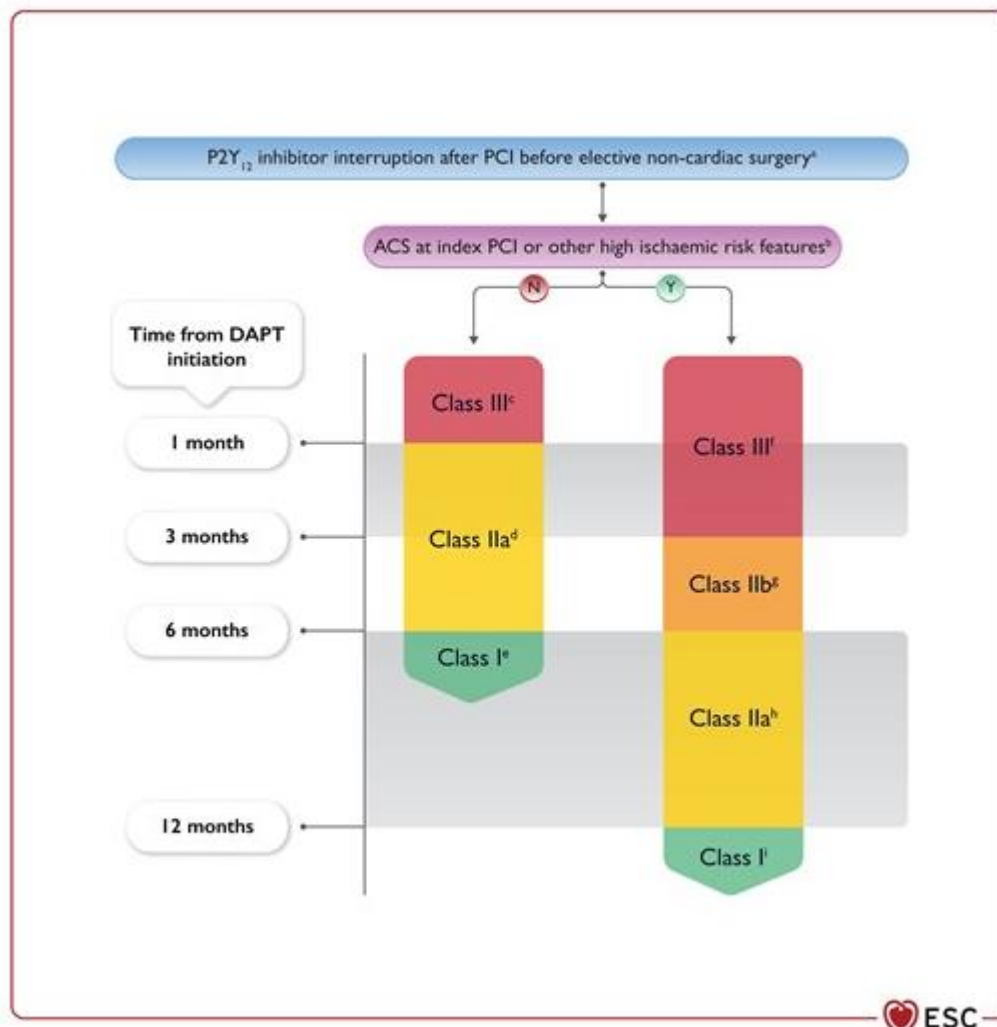 P2Y₁₂ inhibitor interruption after PCI before elective non-cardiac surgeryᵃ
ACS at index PCI or other high ischaemic risk featuresᵇ
N
Y
Time from DAPT
initiation
Class IIIᶜ
1 month
Class IIIᶠ
3 months
Class IIaᵈ
Class IIbᵍ
6 months
Class Iᵉ
Class IIaʰ
12 months
Class Iⁱ
ESC